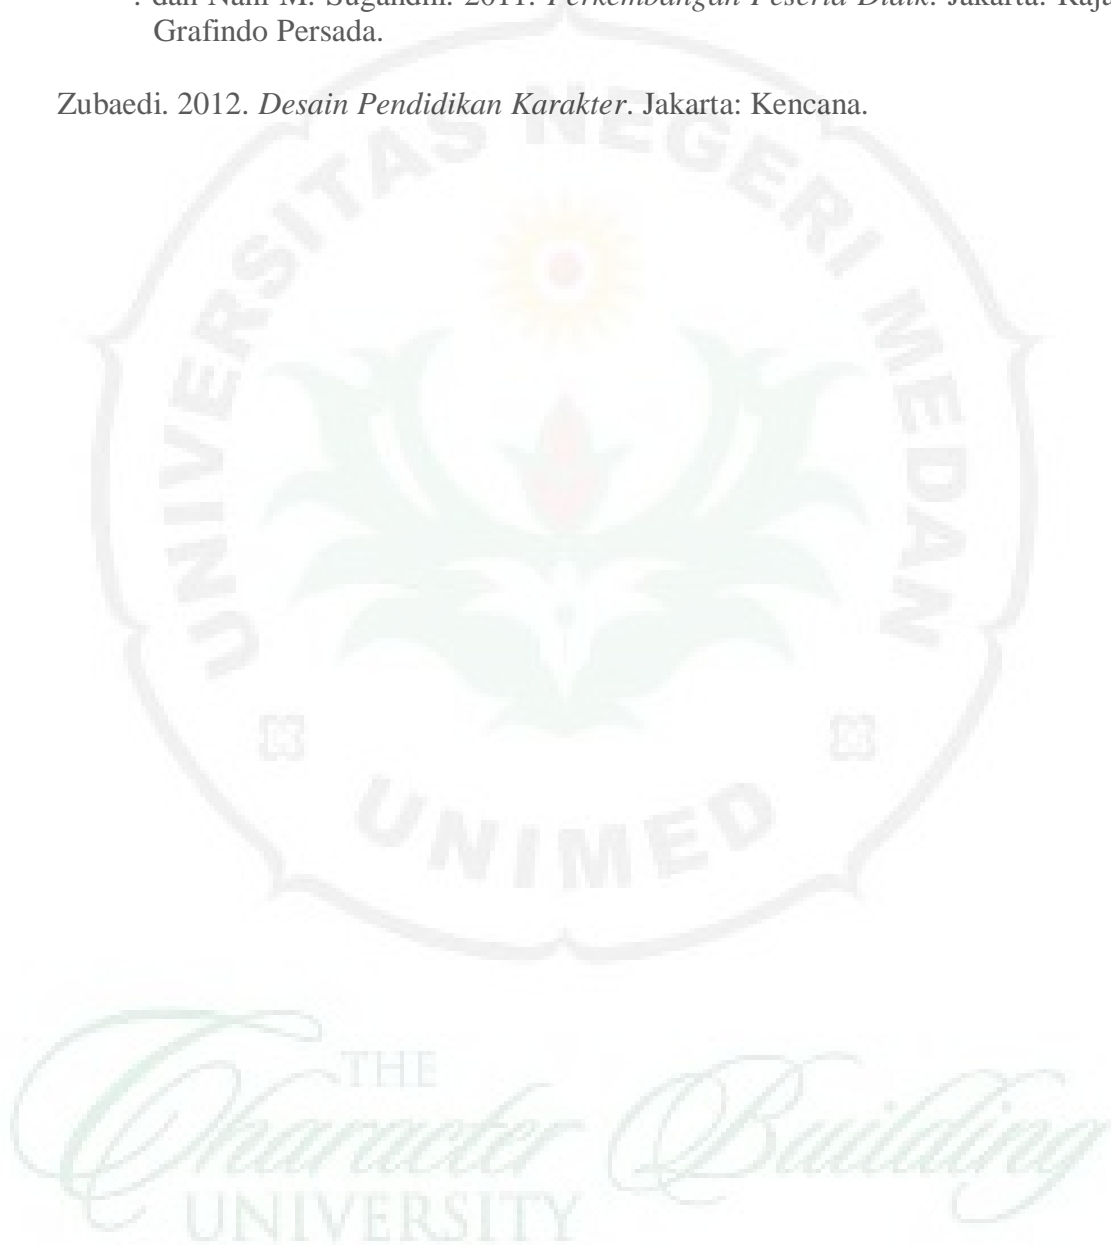 . dan Nani M. Sugandhi. 2011. Perkembangan Peserta Didik. Jakarta: Raja
Grafindo Persada.
Zubaedi. 2012. Desain Pendidikan Karakter. Jakarta: Kencana.
UNIVERSITAS NEGERI MEDAN
UNIMED
THE
Character Building
UNIVERSITY